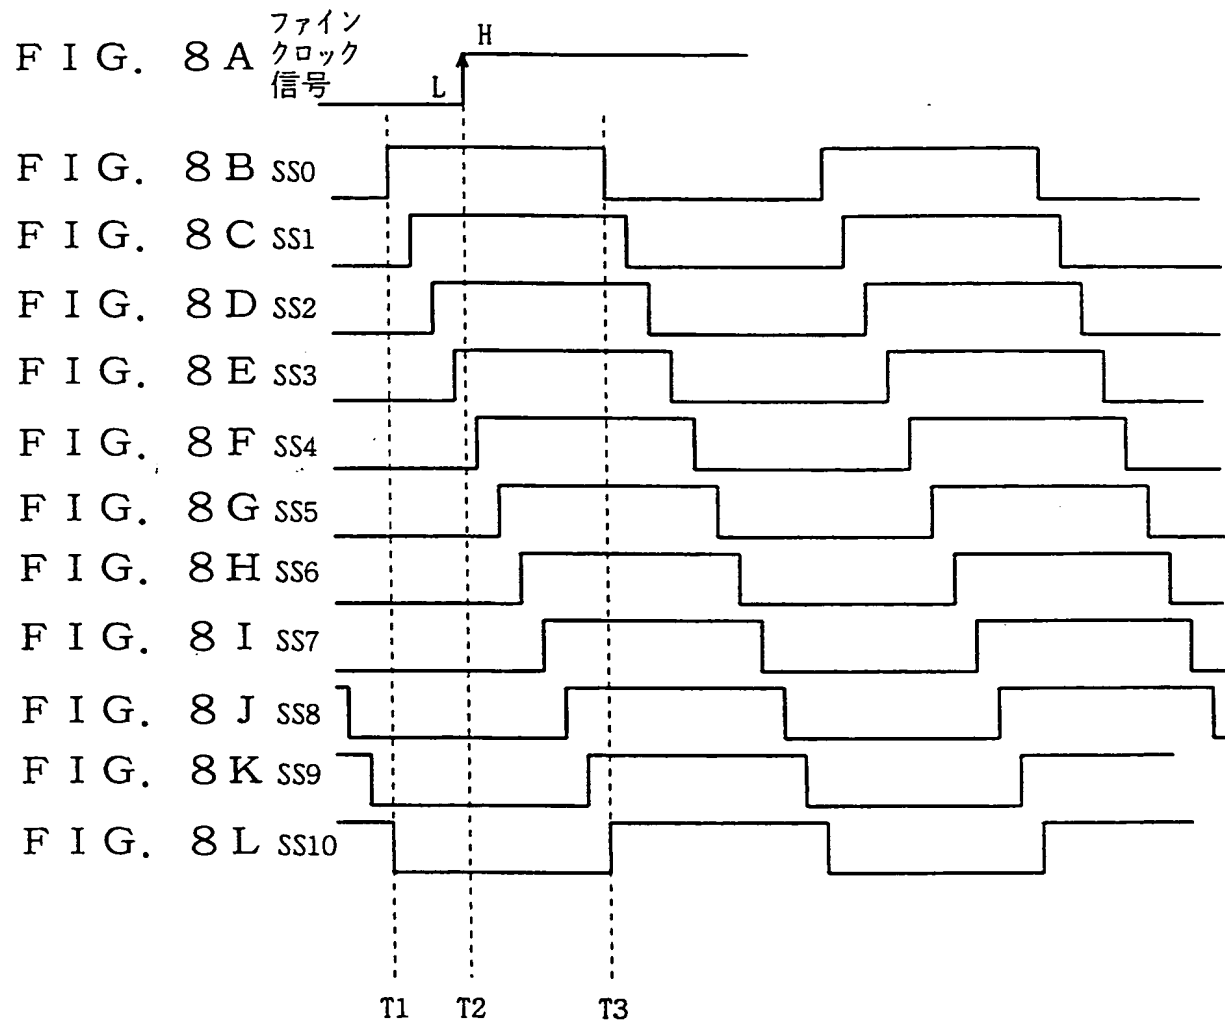 FIG. 8A ファイン
クロック
信号
H
L
FIG. 8B SS0
FIG. 8C SS1
FIG. 8D SS2
FIG. 8E SS3
FIG. 8F SS4
FIG. 8G SS5
FIG. 8H SS6
FIG. 8I SS7
FIG. 8J SS8
FIG. 8K SS9
FIG. 8L SS10
T1 T2 T3